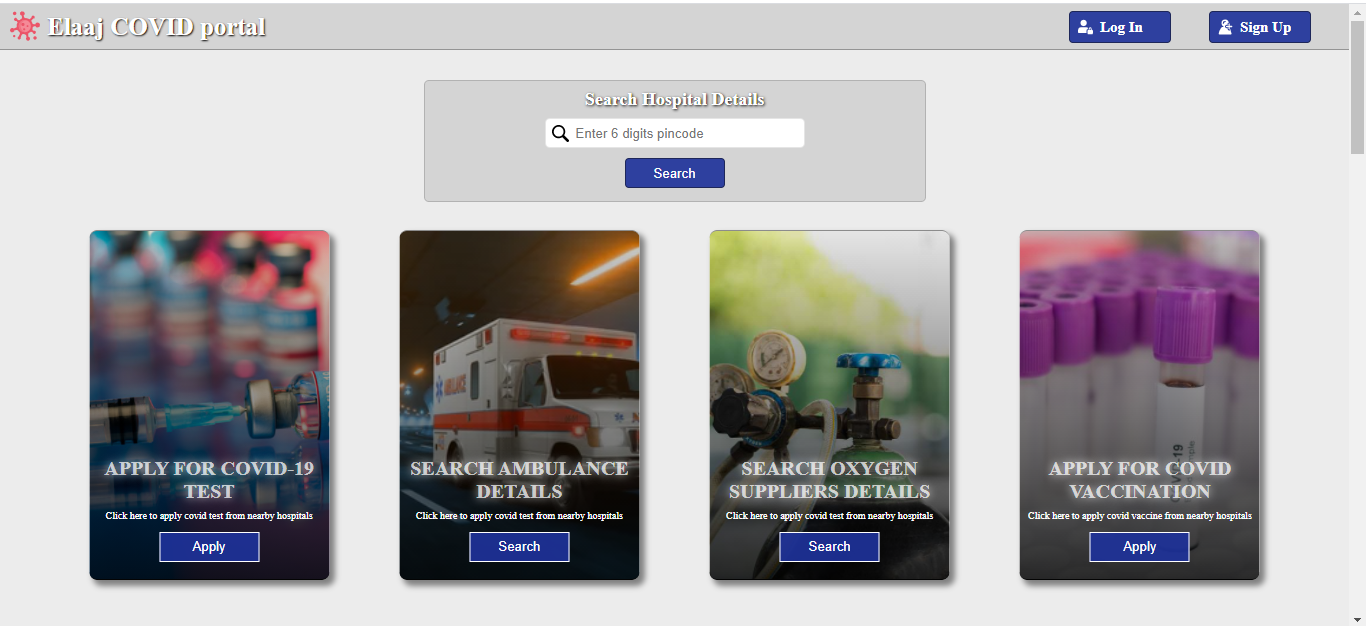 Elaaj COVID portal
Log In
Sign Up
Search Hospital Details
Enter 6 digits pincode
Search
AMBULANCE
APPLY FOR COVID-19
TEST
Click here to apply covid test from nearby hospitals
Apply
SEARCH AMBULANCE
DETAILS
Click here to apply covid test from nearby hospitals
Search
SEARCH OXYGEN
SUPPLIERS DETAILS
Click here to apply covid test from nearby hospitals
Search
APPLY FOR COVID
VACCINATION
Click here to apply covid vaccine from nearby hospitals
Apply